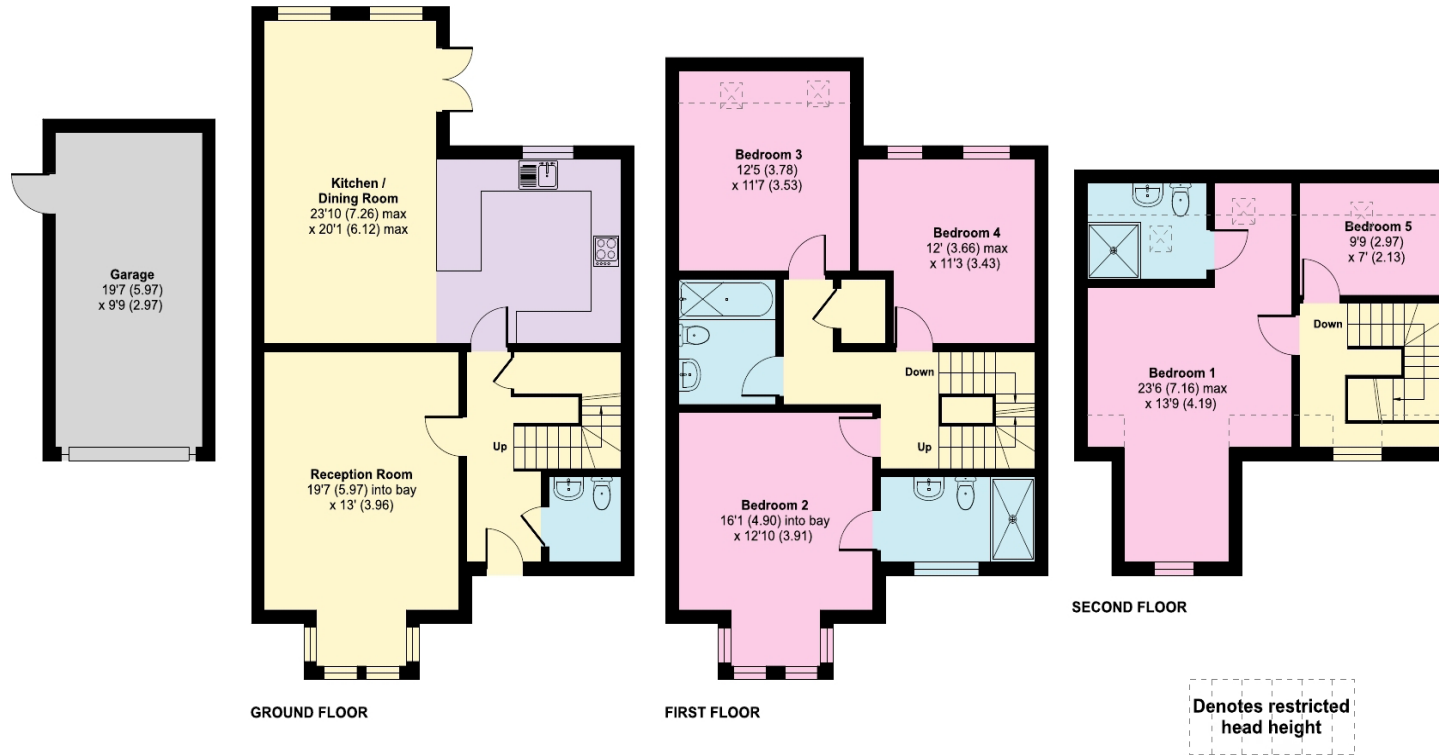 Garage
19'7 (5.97)
x 9'9 (2.97)
Kitchen /
Dining Room
23'10 (7.26) max
x 20'1 (6.12) max
Reception Room
19'7 (5.97) into bay
x 13' (3.96)
Up
GROUND FLOOR
Bedroom 3
12'5 (3.78)
x 11'7 (3.53)
Bedroom 4
12' (3.66) max
x 11'3 (3.43)
Down
Up
Bedroom 2
16'1 (4.90) into bay
x 12'10 (3.91)
FIRST FLOOR
Bedroom 5
9'9 (2.97)
x 7' (2.13)
Down
Bedroom 1
23'6 (7.16) max
x 13'9 (4.19)
SECOND FLOOR
Denotes restricted
head height